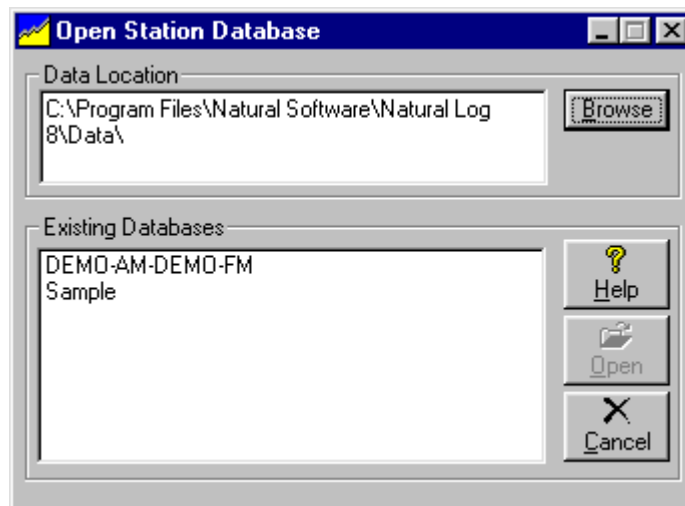 Open Station Database
Data Location
C:\Program Files\Natural Software\Natural Log
8\Data\
Browse
Existing Databases
DEMO-AM-DEMO-FM
Sample
Help
Open
Cancel